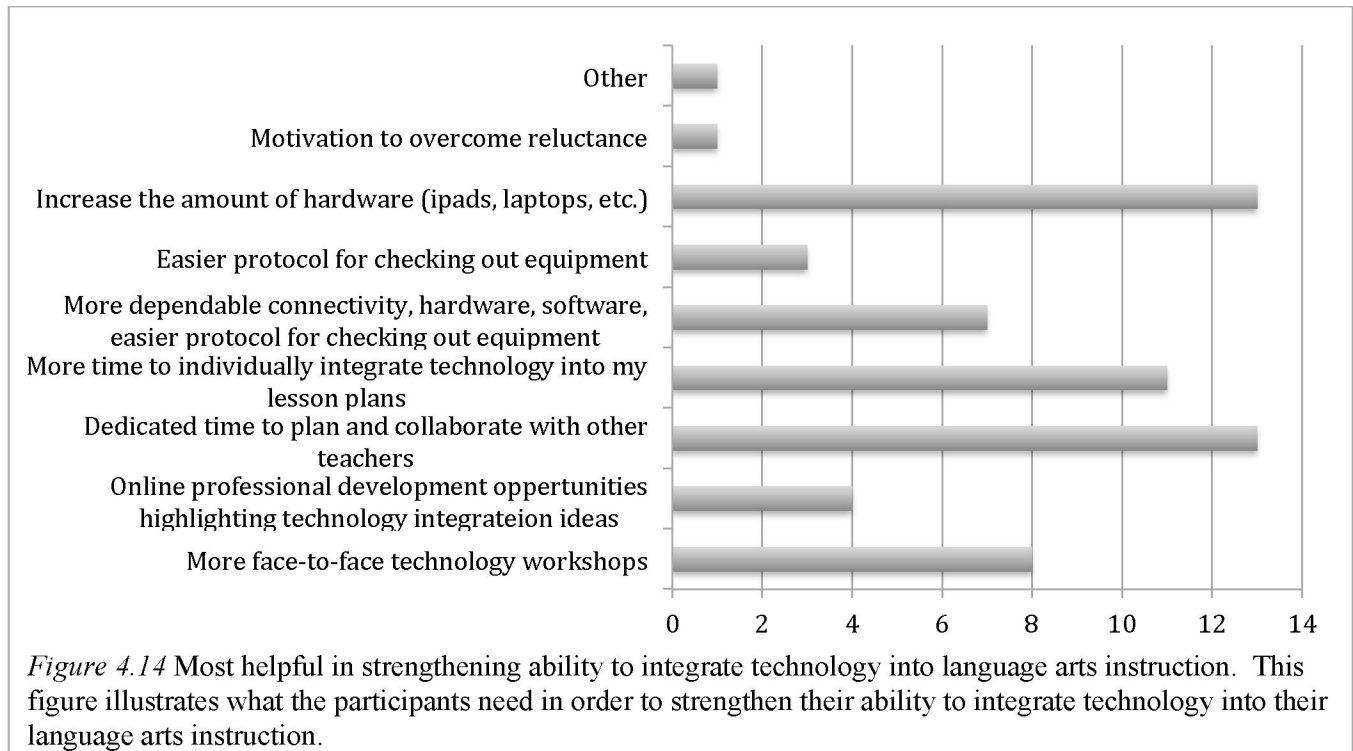 Other
Motivation to overcome reluctance
Increase the amount of hardware (ipads, laptops, etc.)
Easier protocol for checking out equipment
More dependable connectivity, hardware, software,
easier protocol for checking out equipment
More time to individually integrate technology into my
lesson plans
Dedicated time to plan and collaborate with other
teachers
Online professional development oppertunities
highlighting technology integrateion ideas
More face-to-face technology workshops
0 2 4 6 8 10 12 14
Figure 4.14 Most helpful in strengthening ability to integrate technology into language arts instruction. This
figure illustrates what the participants need in order to strengthen their ability to integrate technology into their
language arts instruction.